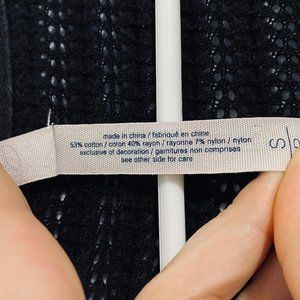 made in china / fabriqué en chine
53% cotton / coton 40% rayon / rayonne 7% nylon / nylon
exclusive of decoration / garnitures non comprises
see other side for care
S